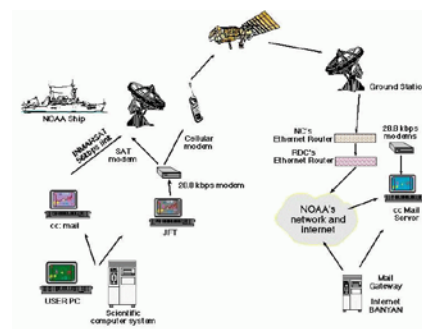 NOAA Ship
INMARSAT
56kbps link
SAT
modem
Cellular
modem
Ground Station
NC's
Ethernet Router
RDC's
Ethernet Router
28.8 kbps
modems
28.8 kbps modem
cc: mail
JFT
NOAA's
network and
internet
cc Mail
Server
USER PC
Scientific
computer system
Mail
Gateway
Internet
BANYAN